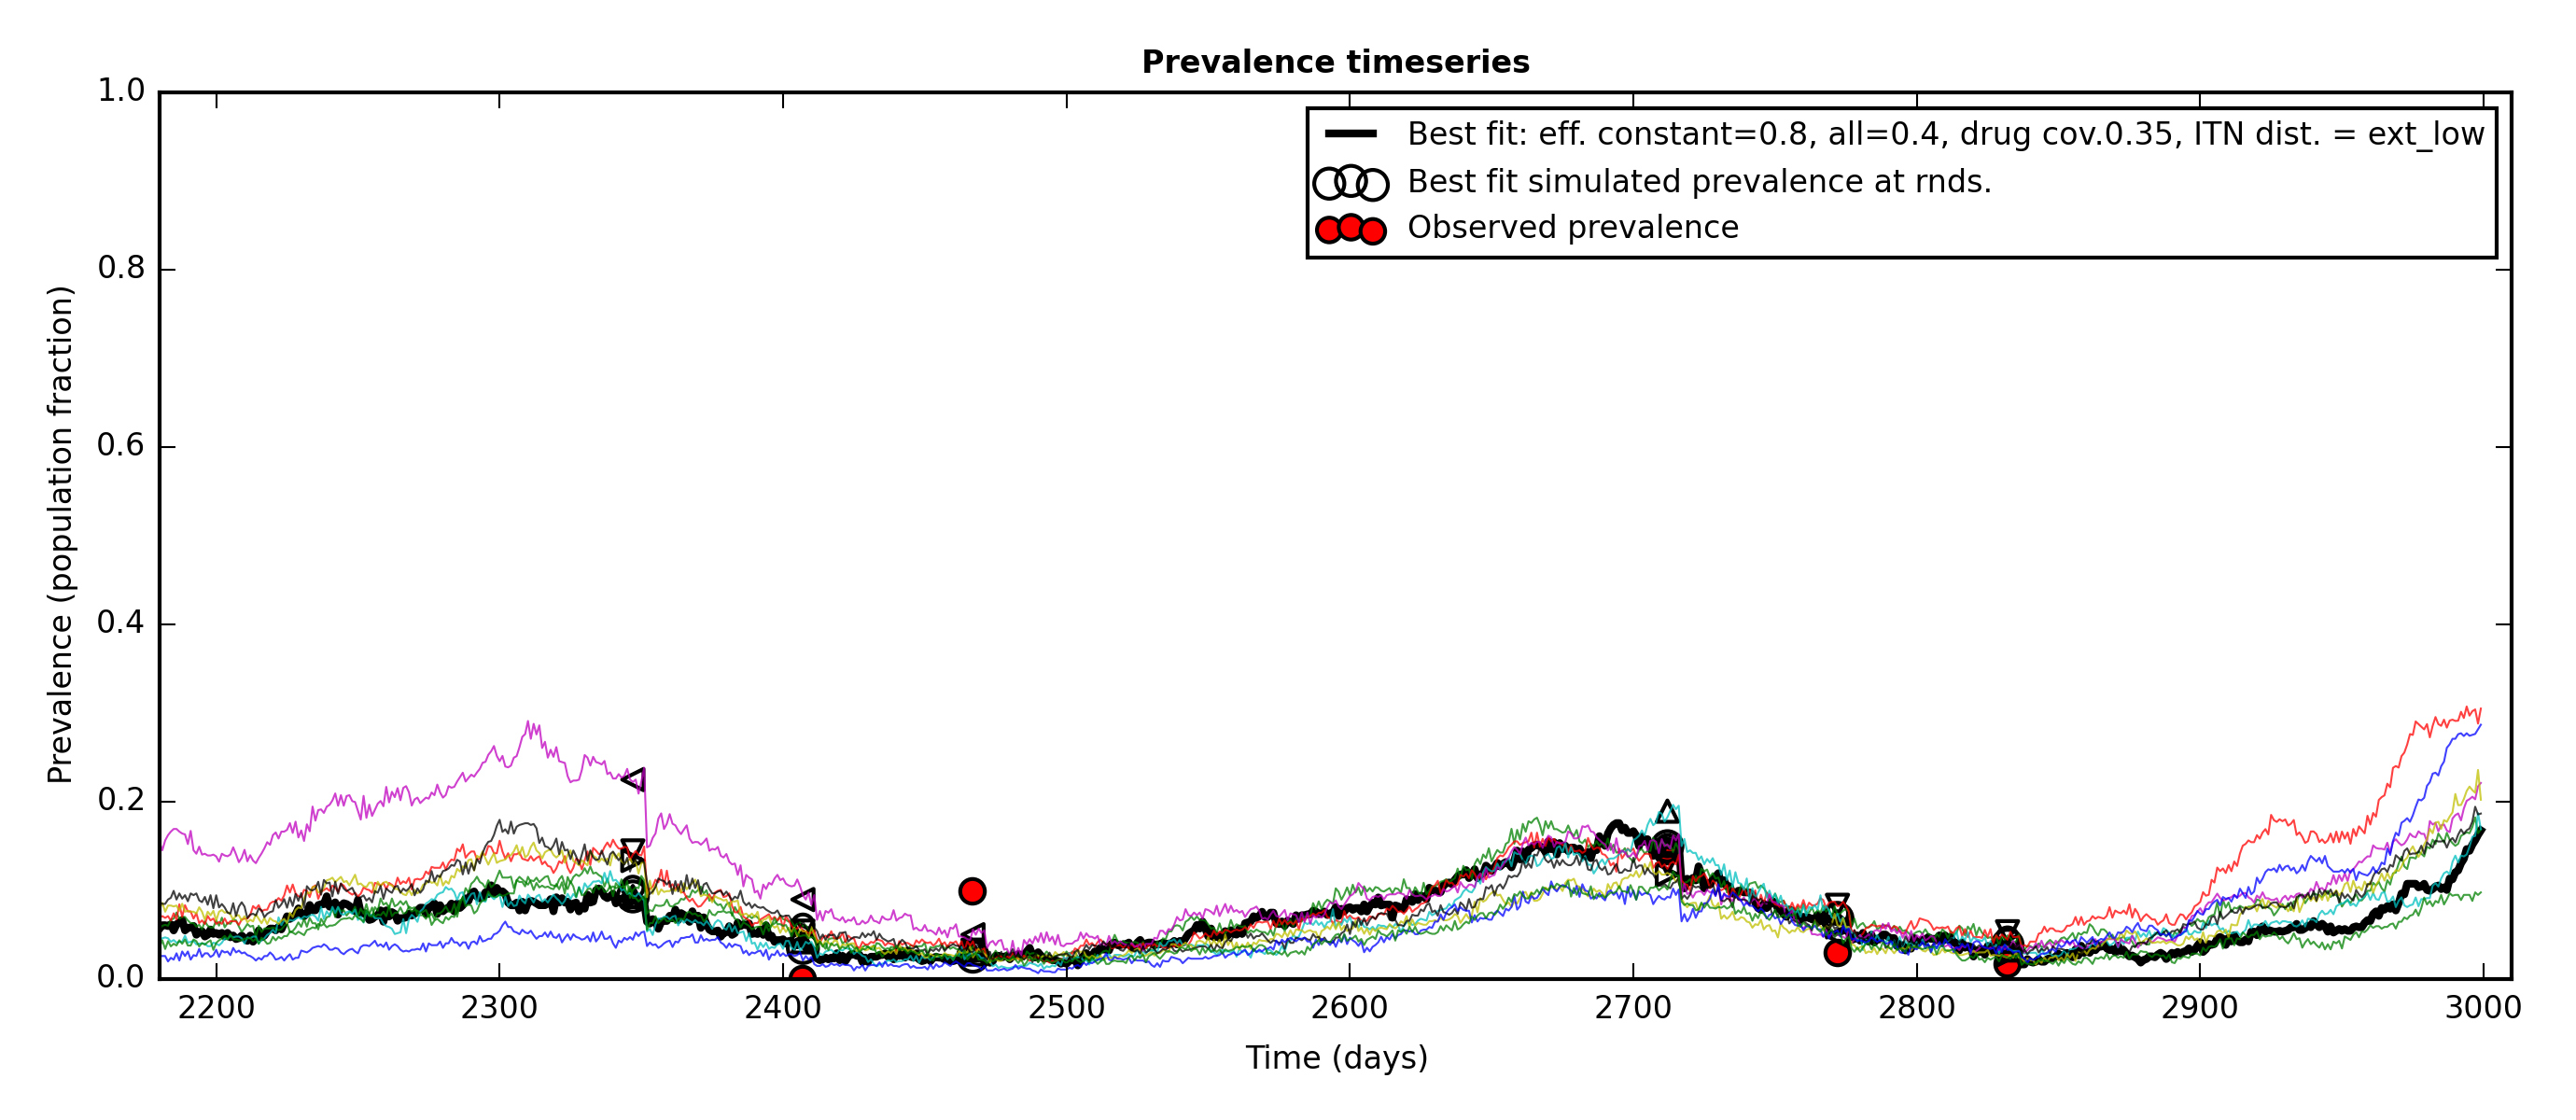 Prevalence timeseries
Best fit: eff. constant=0.8, all=0.4, drug cov.0.35, ITN dist. = ext_low
Best fit simulated prevalence at rnds.
Observed prevalence
Prevalence (population fraction)
1.0
0.8
0.6
0.4
0.2
0.0
2200 2300 2400 2500 2600 2700 2800 2900 3000
Time (days)